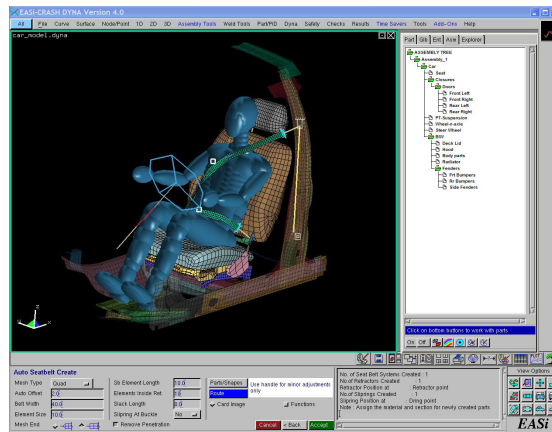 EASI-CRASH DYNA Version 4.0
All File Curve Surface Node/Point 1D 2D 3D Assembly Tools Weld Tools Part/PID Dyna Safety Checks Results Time Savers Tools Add-Ons Help
car_model.dyna
Part Glb Ent Asm Explorer
ASSEMBLY TREE
Assembly_1
Car
Seat
Closures
Doors
Front Left
Front Right
Rear Left
Rear Right
PT-Suspension
Wheel-n-axis
Steer Wheel
BIW
Deck Lid
Hood
Body parts
Radiator
Fenders
Frt Bumpers
Rr Bumpers
Side Fenders
Click on bottom buttons to work with parts
On Off
z
x
Auto Seatbelt Create
Mesh Type Quad
Auto Offset 2.0
Belt Width 40.0
Element Size 10.0
Mesh End
Sb Element Length 10.0
Elements Inside Ret.
Slack Length
Slipring At Buckle No
Remove Penetration
Parts/Shapes
Route
Card Image
Use handle for minor adjustments only
Functions
Cancel < Back Accept
No. of Seat Belt Systems Created : 1
No.of Retractors Created : 1
Retractor Position at : Retractor point
No.of Sliprings Created : 1
Slipring Position at : Dring point
Note : Assign the material and section for newly created parts
View Options
EASi